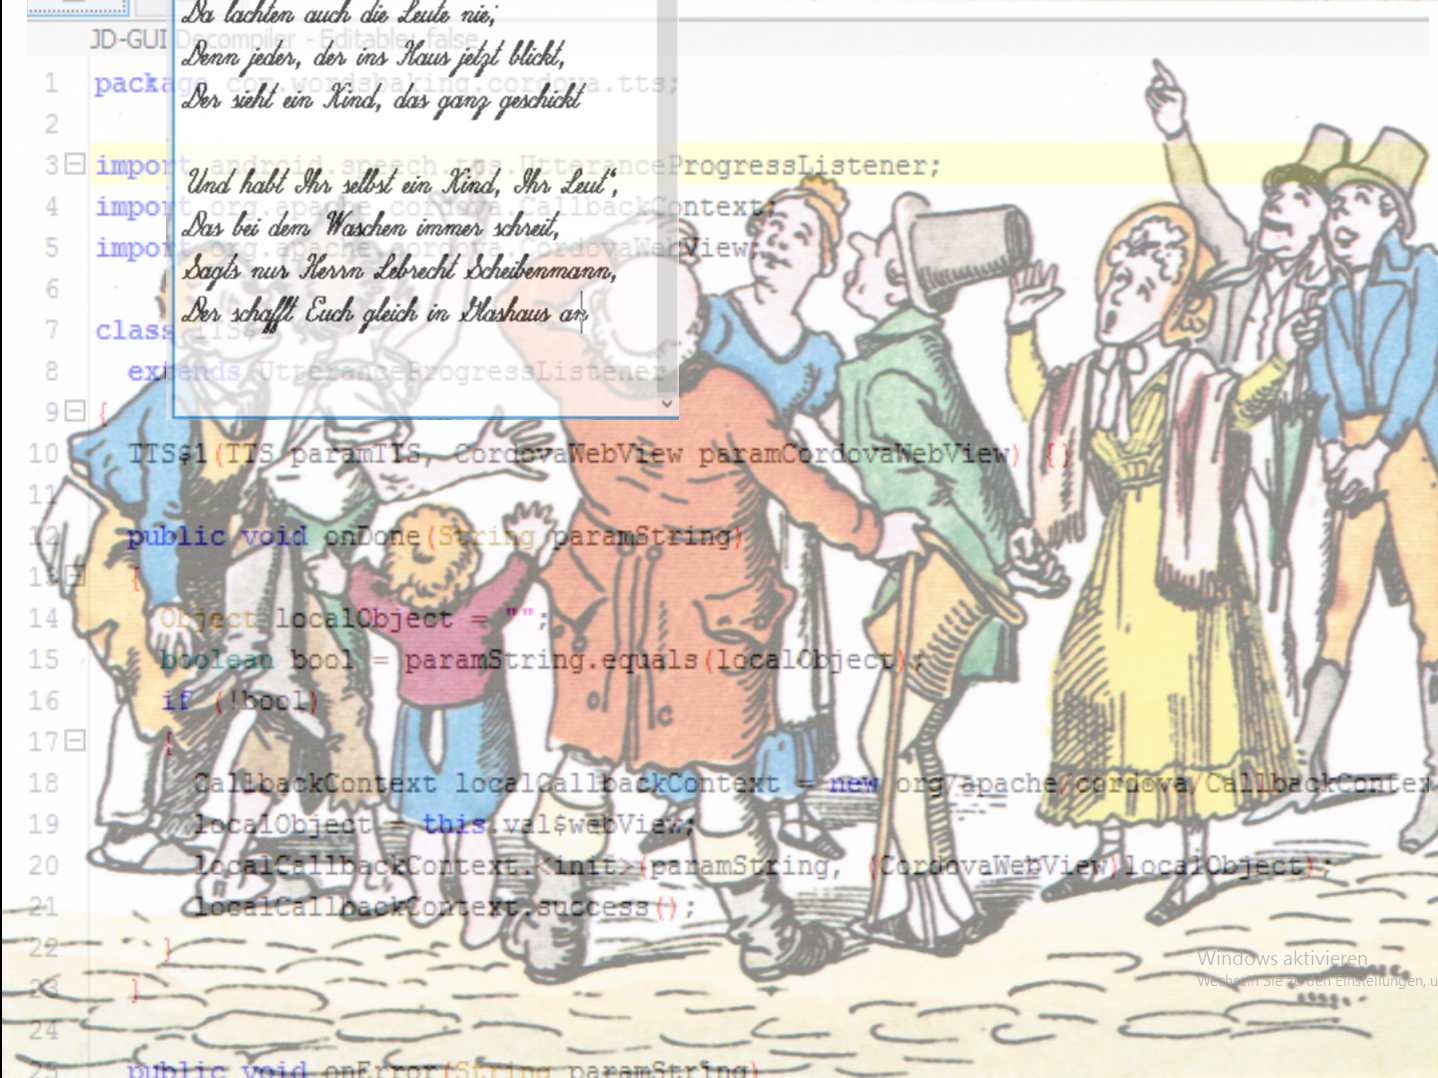 Da lachten auch die Leute nie;
Denn jeder, der ins Haus jetzt blickt,
Der sieht ein Kind, das ganz geschickt
Und habt Ihr selbst ein Kind, Ihr Leut‘,
Das bei dem Waschen immer schreit,
Sagts nur Herrn Lebrecht Scheibenmann,
Der schafft Euch gleich in Glashaus an
JD-GUI Decompiler - Editable: false
1 package com.wordsbaking.cordova.tts;
2
3 import android.speech.tts.UtteranceProgressListener;
4 import org.apache.cordova.CallbackContext;
5 import org.apache.cordova.CordovaWebView;
6
7 class TTS$1
8 extends UtteranceProgressListener
9 {
10 TTS$1(TTS paramTTS, CordovaWebView paramCordovaWebView) {}
11
12 public void onDone(String paramString)
13 {
14 Object localObject = "";
15 boolean bool = paramString.equals(localObject);
16 if (!bool)
17 {
18 CallbackContext localCallbackContext = new org/apache/cordova/CallbackContex
19 localObject = this.val$webView;
20 localCallbackContext.<init>(paramString, (CordovaWebView)localObject);
21 localCallbackContext.success();
22 }
23 }
24
25 public void onError(String paramString)
Windows aktivieren
Wechseln Sie zu den Einstellungen, u